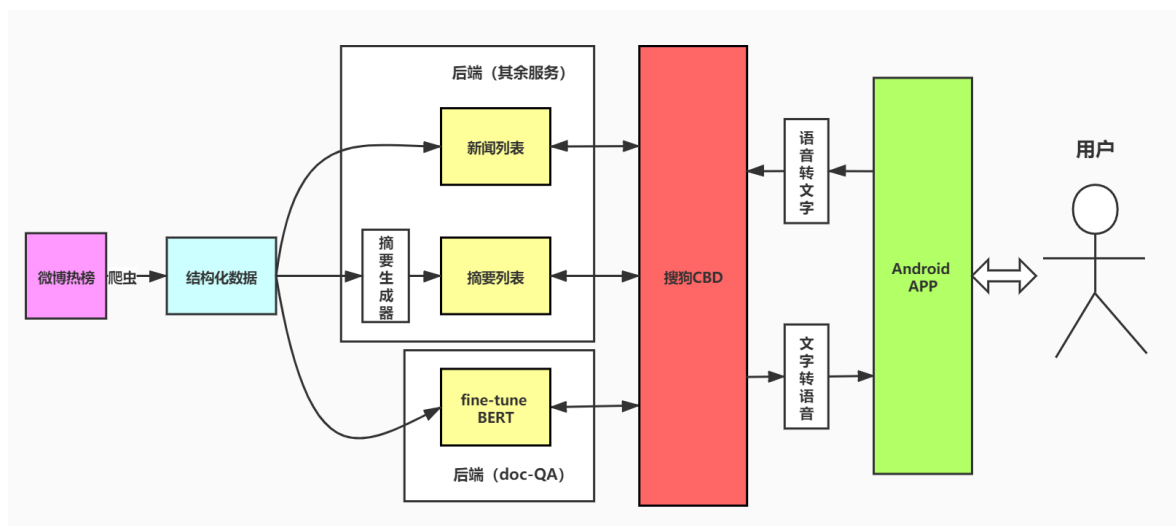 微博热榜
爬虫
结构化数据
后端（其余服务）
新闻列表
摘要生成器
摘要列表
fine-tune
BERT
后端（doc-QA）
搜狗CBD
语音转文字
文字转语音
Android
APP
用户